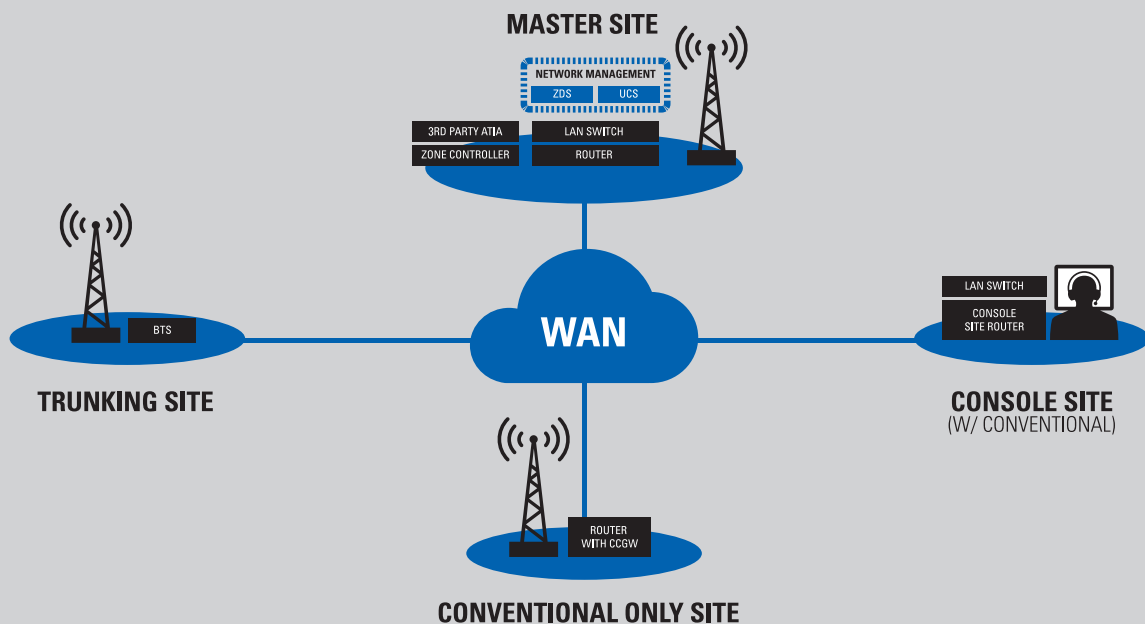 MASTER SITE
NETWORK MANAGEMENT
ZDS
UCS
3RD PARTY ATIA
LAN SWITCH
ZONE CONTROLLER
ROUTER
BTS
TRUNKING SITE
WAN
LAN SWITCH
CONSOLE
SITE ROUTER
CONSOLE SITE
(W/ CONVENTIONAL)
ROUTER
WITH CCGW
CONVENTIONAL ONLY SITE